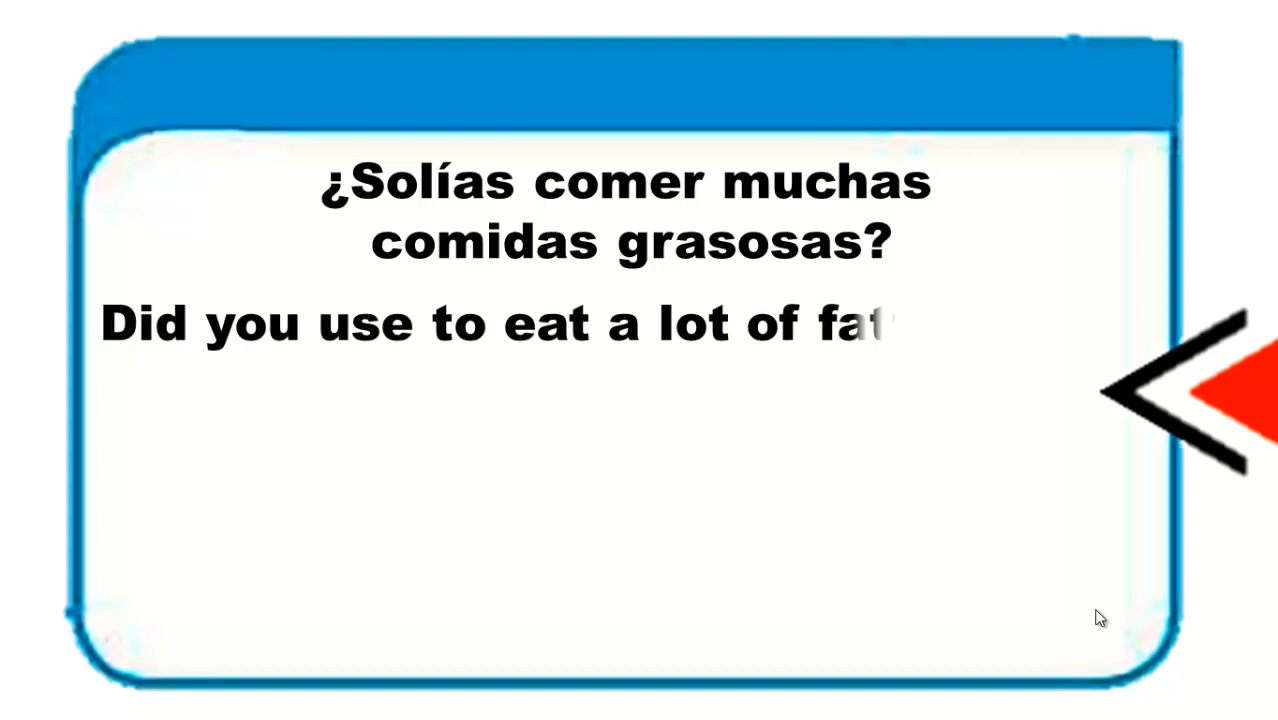 ¿Solías comer muchas
comidas grasosas?
Did you use to eat a lot of